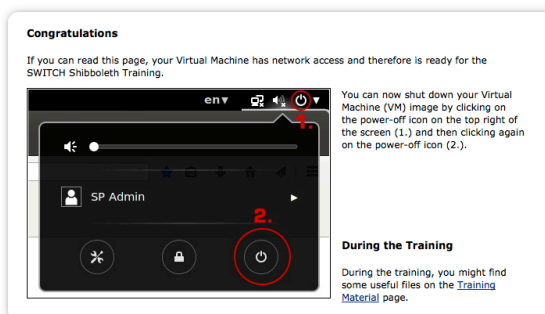 Congratulations
If you can read this page, your Virtual Machine has network access and therefore is ready for the
SWITCH Shibboleth Training.
en
1.
SP Admin
2.
You can now shut down your Virtual
Machine (VM) image by clicking on
the power-off icon on the top right of
the screen (1.) and then clicking again
on the power-off icon (2.).
During the Training
During the training, you might find
some useful files on the Training
Material page.